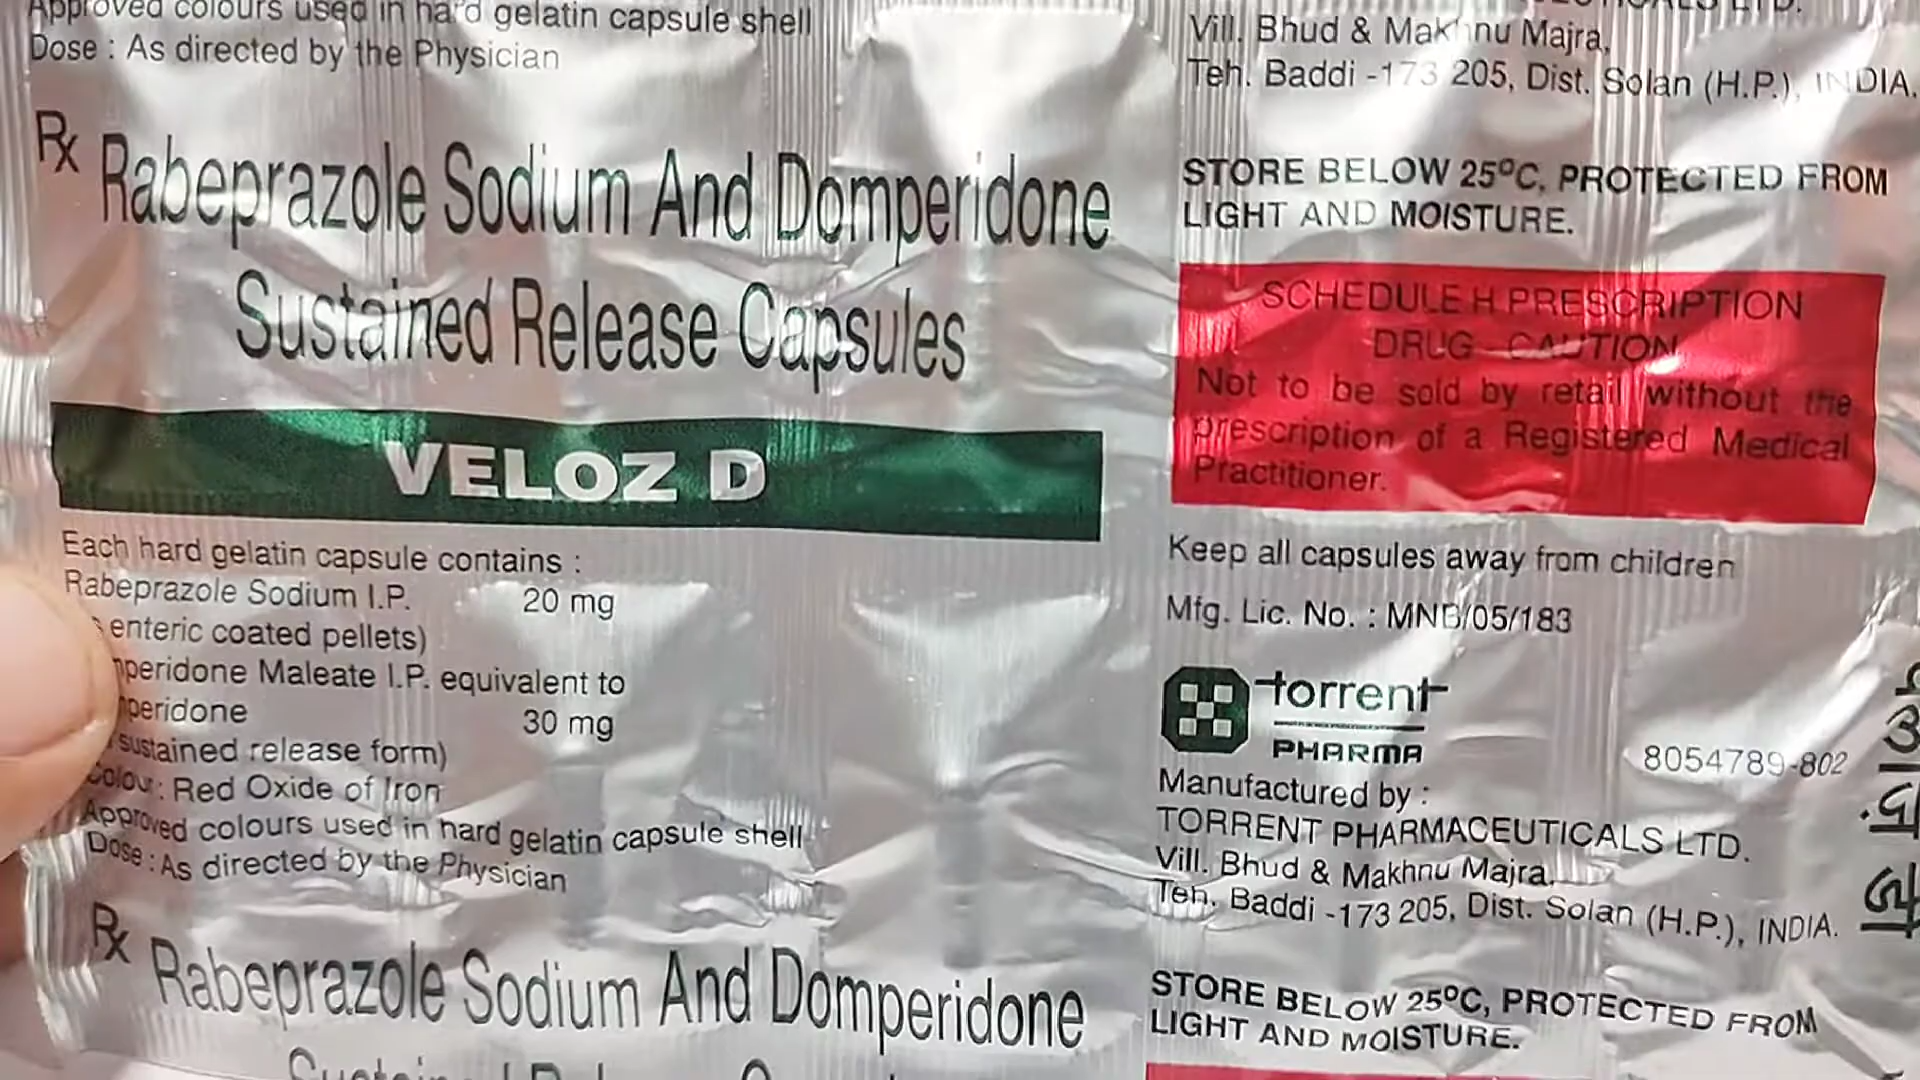 Approved colours used in hard gelatin capsule shell
Dose : As directed by the Physician
Rx Rabeprazole Sodium And Domperidone
Sustained Release Capsules
VELOZ D
Each hard gelatin capsule contains :
Rabeprazole Sodium I.P. 20 mg
enteric coated pellets)
Maleate I.P. equivalent to
30 mg
sustained release form)
Colour : Red Oxide of Iron
Approved colours used in hard gelatin capsule shell
Dose : As directed by the Physician
Rx Rabeprazole Sodium And Domperidone
Vill. Bhud & Makhnu Majra,
Teh. Baddi -173 205, Dist. Solan (H.P.), INDIA.
STORE BELOW 25ºC, PROTECTED FROM
LIGHT AND MOISTURE.
SCHEDULE H PRESCRIPTION
DRUG - CAUTION
Not to be sold by retail without the
prescription of a Registered Medical
Practitioner.
Keep all capsules away from children
Mfg. Lic. No. : MNB/05/183
torrent
PHARMA
8054789-802
Manufactured by :
TORRENT PHARMACEUTICALS LTD.
Vill. Bhud & Makhnu Majra,
Teh. Baddi -173 205, Dist. Solan (H.P.), INDIA.
STORE BELOW 25ºC, PROTECTED FROM
LIGHT AND MOISTURE.